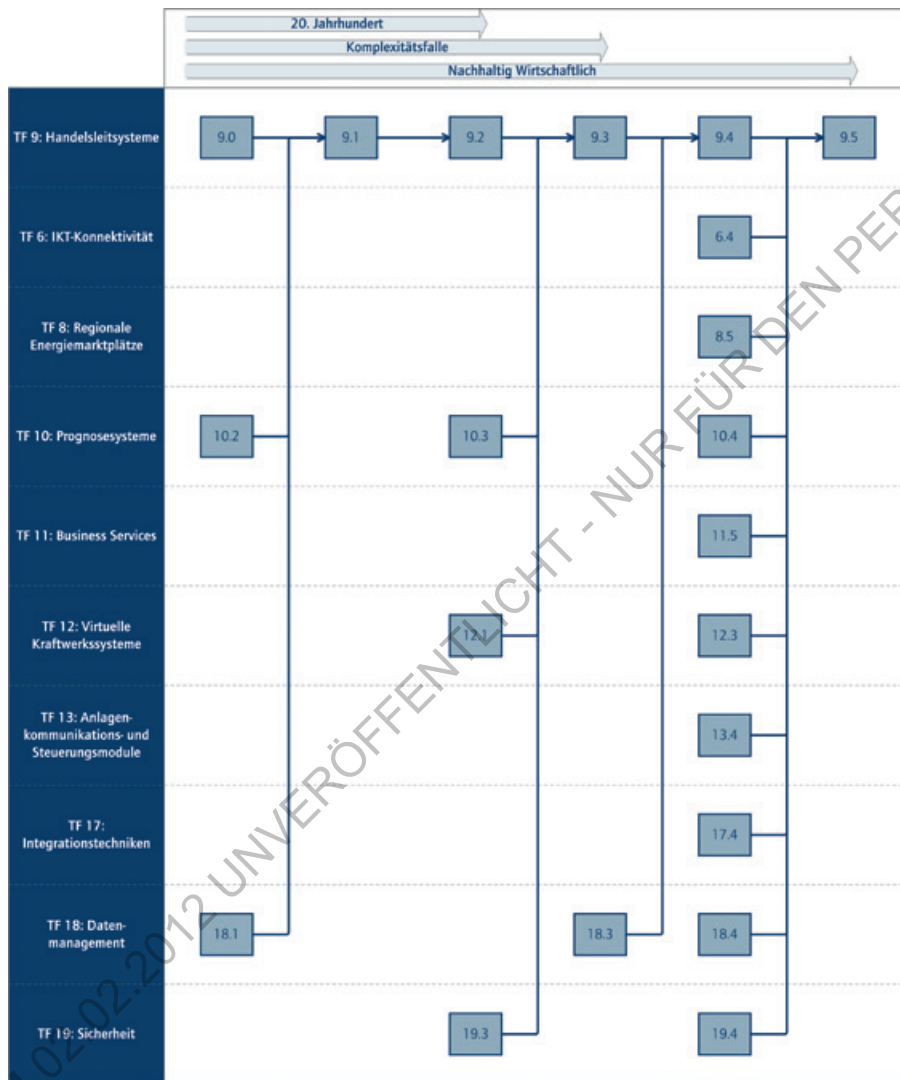 20. Jahrhundert
Komplexitätsfalle
Nachhaltig Wirtschaftlich
TF 9: Handelsleitsysteme
9.0
9.1
9.2
9.3
9.4
9.5
TF 6: IKT-Konnektivität
6.4
TF 8: Regionale
Energiemarktplätze
8.5
TF 10: Prognosesysteme
10.2
10.3
10.4
TF 11: Business Services
11.5
TF 12: Virtuelle
Kraftwerkssysteme
12.1
12.3
TF 13: Anlagen-
kommunikations- und
Steuerungsmodule
13.4
TF 17:
Integrationstechniken
17.4
TF 18: Daten-
management
18.1
18.3
18.4
TF 19: Sicherheit
19.3
19.4
02.02.2012 UNVERÖFFENTLICHT - NUR FÜR DEN PER